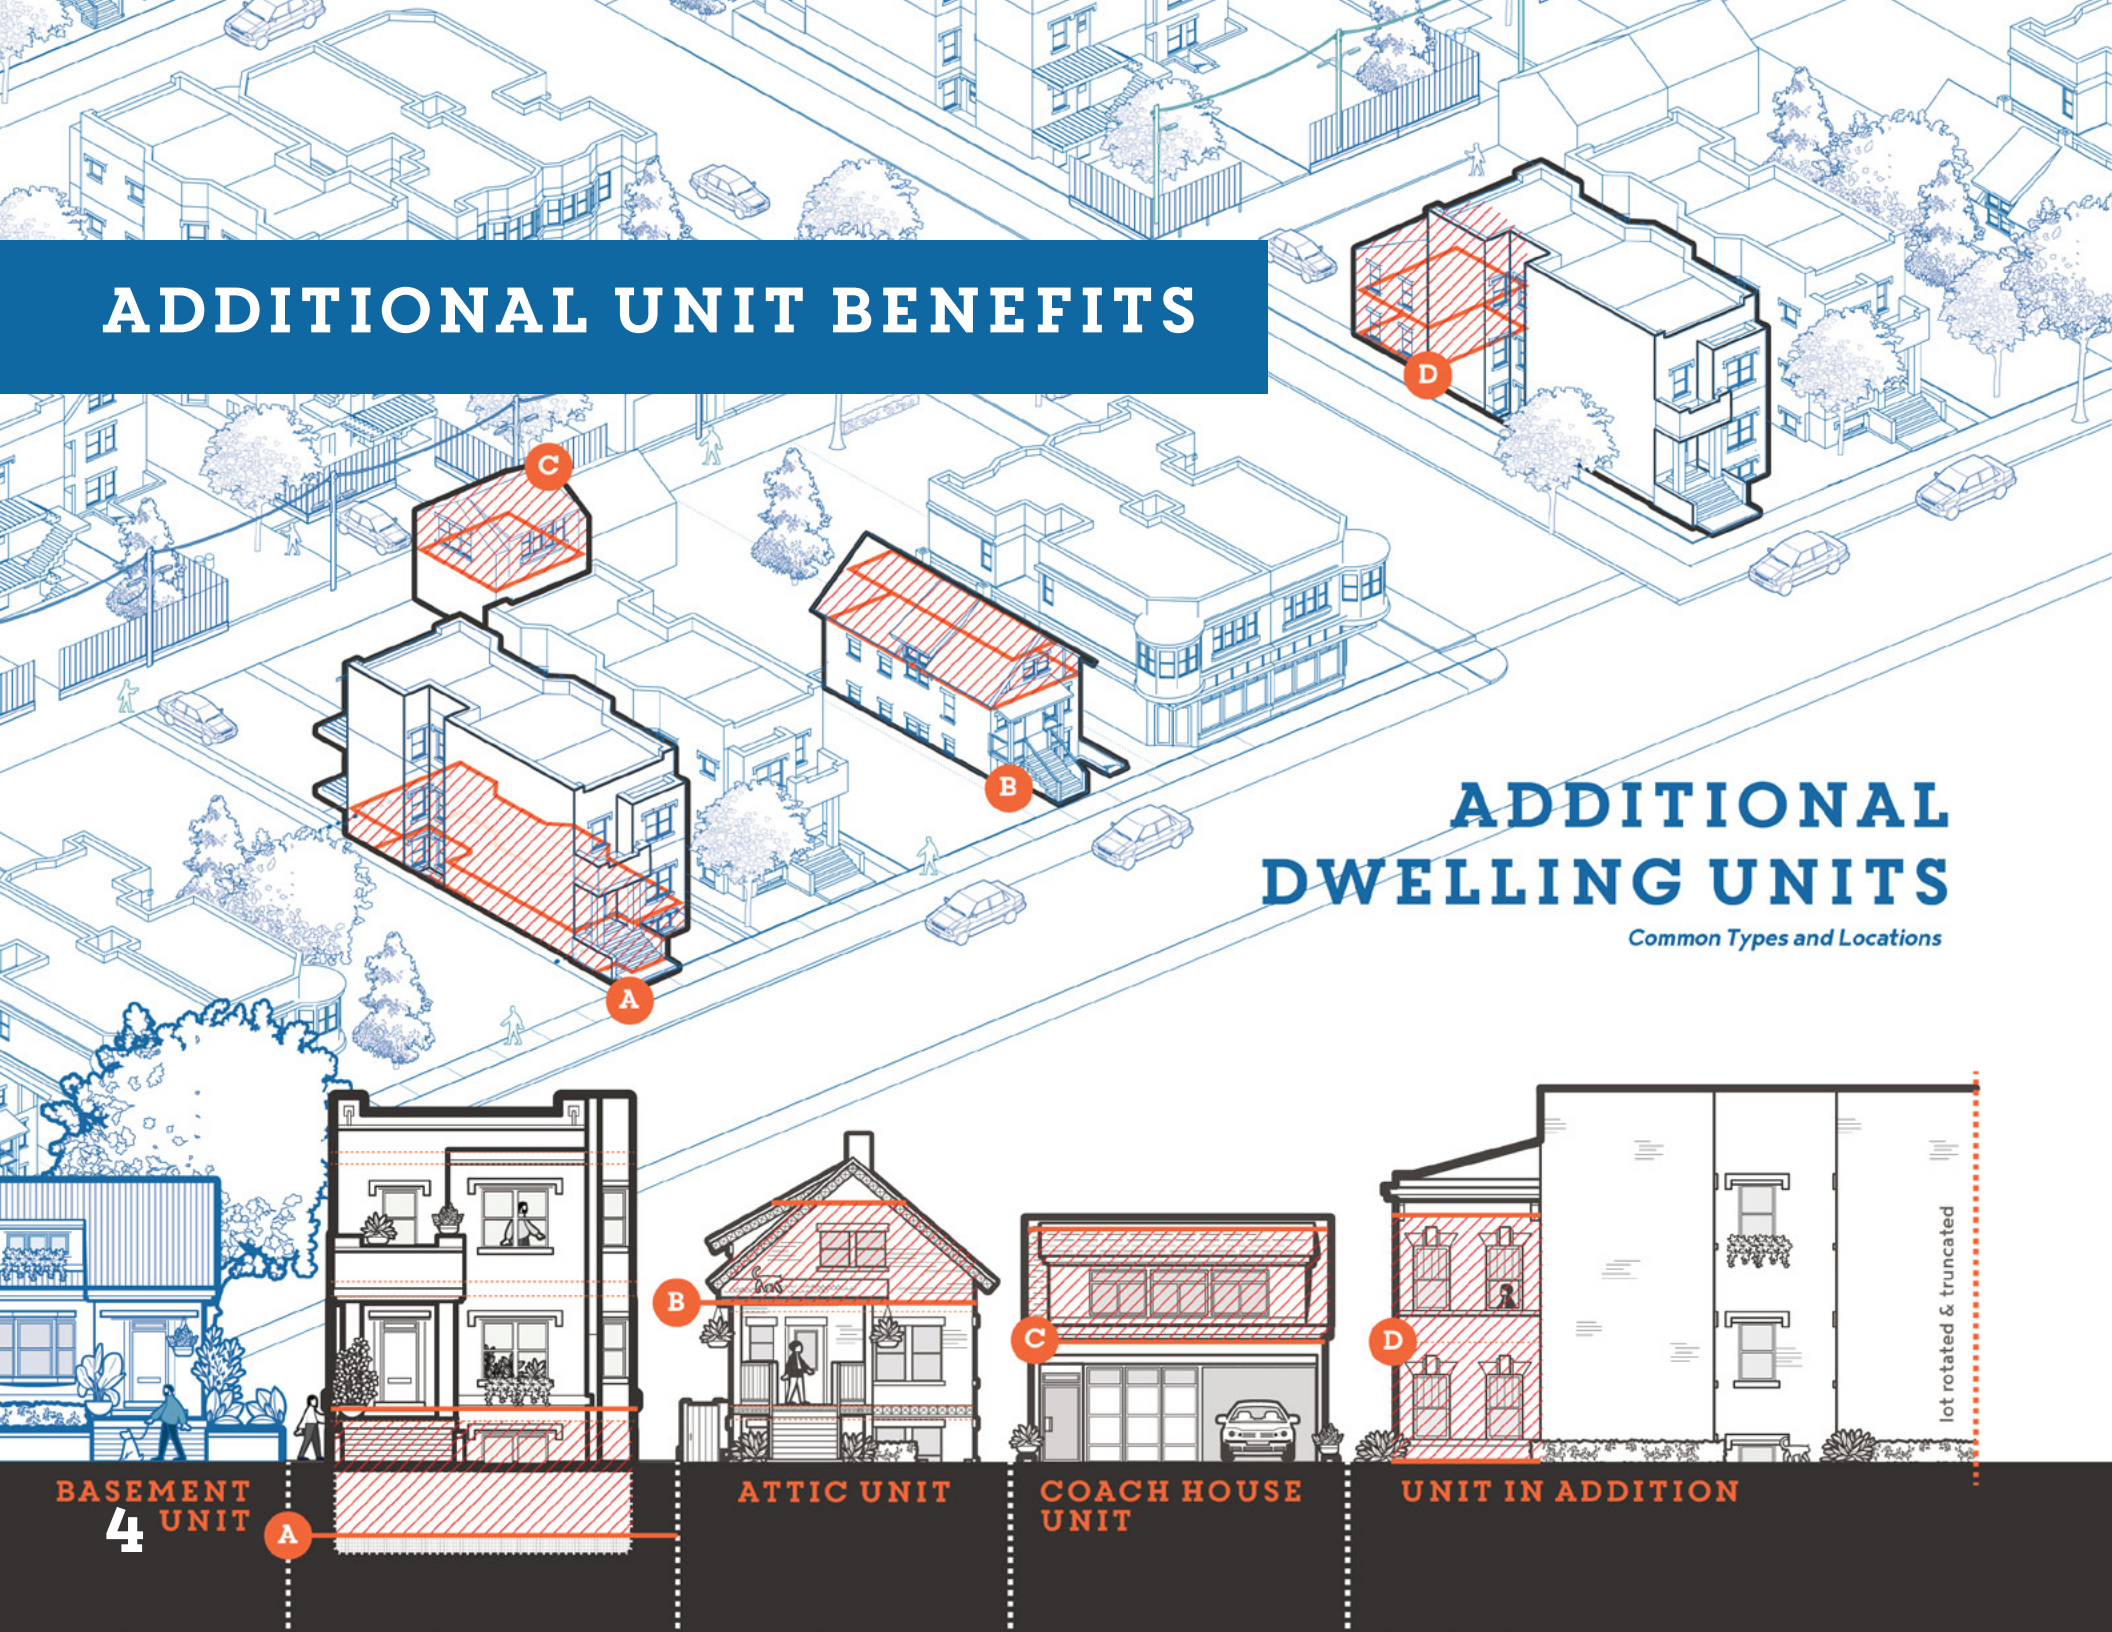 ADDITIONAL UNIT BENEFITS
D
C
B
A
ADDITIONAL
DWELLING UNITS
Common Types and Locations
B
C
D
lot rotated & truncated
BASEMENT
UNIT
A
ATTIC UNIT
COACH HOUSE
UNIT
UNIT IN ADDITION
4